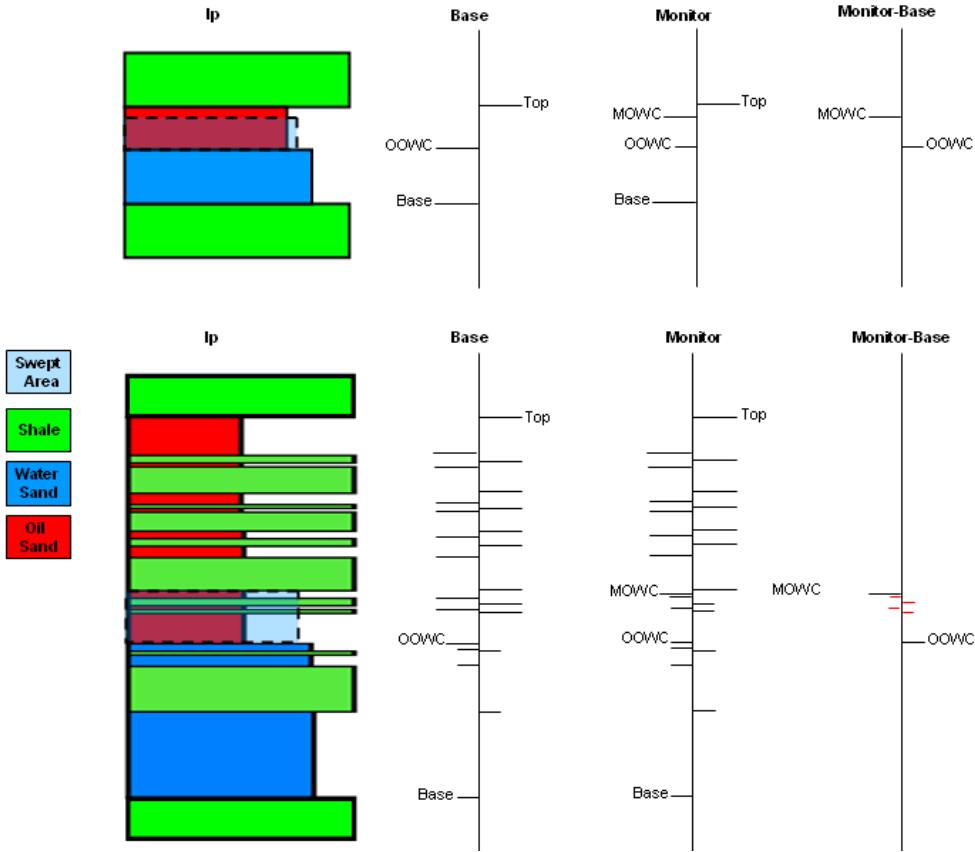 Ip
Base
Monitor
Monitor-Base
Top
OOWC
Base
MOWC
Top
OOWC
Base
MOWC
OOWC
Ip
Base
Monitor
Monitor-Base
Swept
Area
Shale
Water
Sand
Oil
Sand
Top
OOWC
Base
Top
MOWC
OOWC
Base
MOWC
OOWC